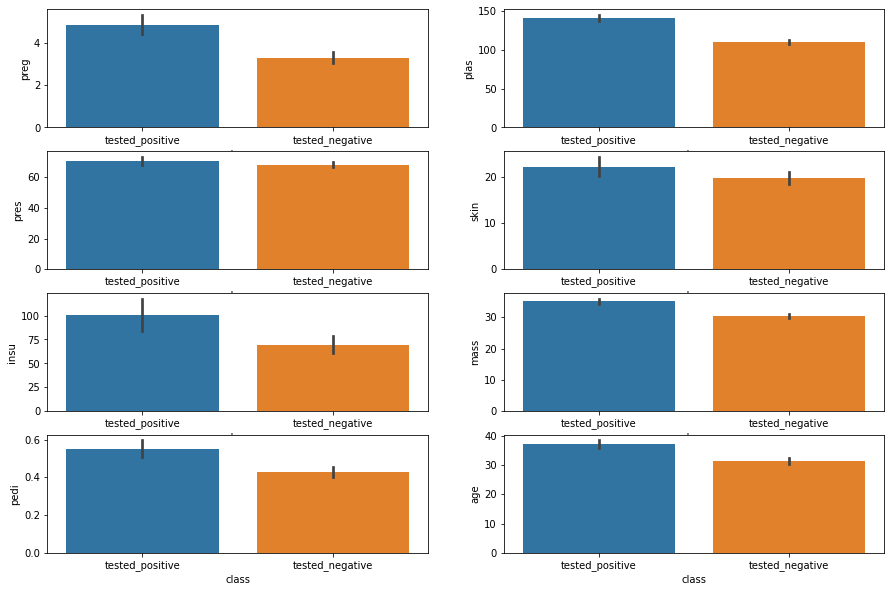 preg
4
2
0
tested_positive tested_negative
plas
150
100
50
0
tested_positive tested_negative
pres
60
40
20
0
tested_positive tested_negative
skin
20
10
0
tested_positive tested_negative
insu
100
75
50
25
0
tested_positive tested_negative
mass
30
20
10
0
tested_positive tested_negative
pedi
0.6
0.4
0.2
0.0
tested_positive tested_negative
class
age
40
30
20
10
0
tested_positive tested_negative
class